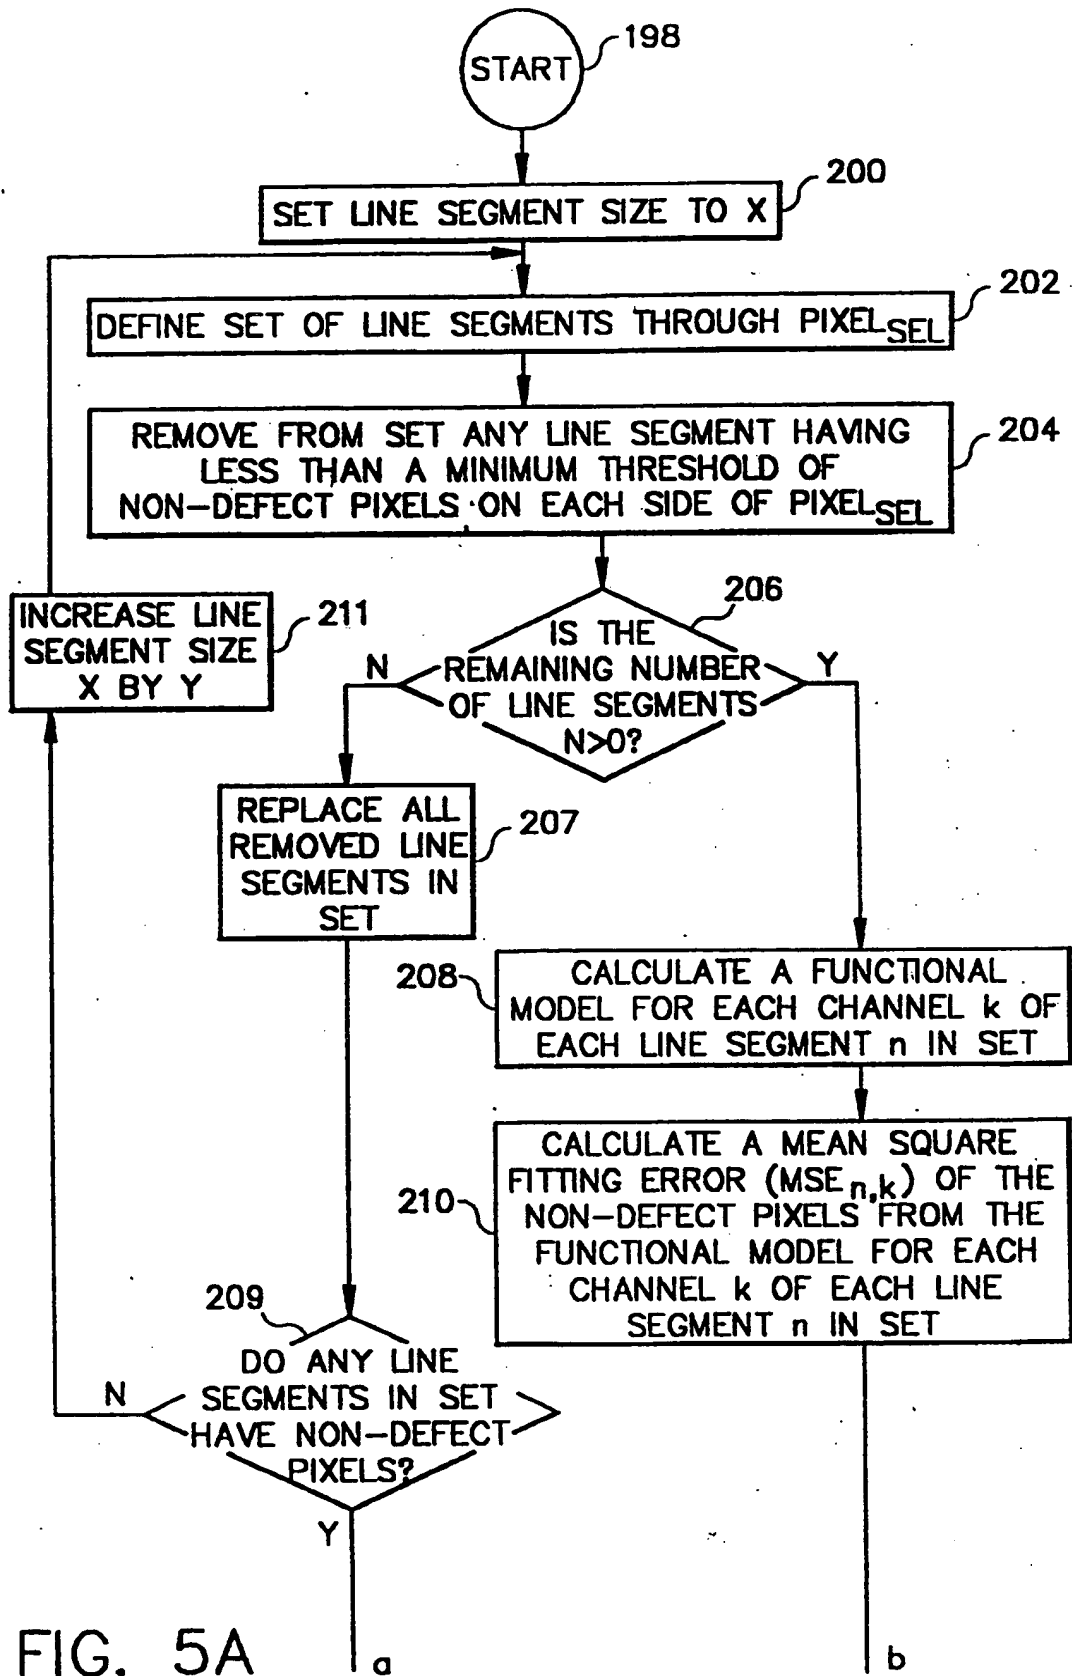 START
198
200
SET LINE SEGMENT SIZE TO X
202
DEFINE SET OF LINE SEGMENTS THROUGH PIXELSEL
204
REMOVE FROM SET ANY LINE SEGMENT HAVING
LESS THAN A MINIMUM THRESHOLD OF
NON-DEFECT PIXELS ON EACH SIDE OF PIXELSEL
206
IS THE
REMAINING NUMBER
OF LINE SEGMENTS
N>0?
N
Y
INCREASE LINE
SEGMENT SIZE
X BY Y
211
REPLACE ALL
REMOVED LINE
SEGMENTS IN
SET
207
208
CALCULATE A FUNCTIONAL
MODEL FOR EACH CHANNEL k OF
EACH LINE SEGMENT n IN SET
210
CALCULATE A MEAN SQUARE
FITTING ERROR (MSEn,k) OF THE
NON-DEFECT PIXELS FROM THE
FUNCTIONAL MODEL FOR EACH
CHANNEL k OF EACH LINE
SEGMENT n IN SET
209
DO ANY LINE
SEGMENTS IN SET
HAVE NON-DEFECT
PIXELS?
N
Y
a
b
FIG. 5A